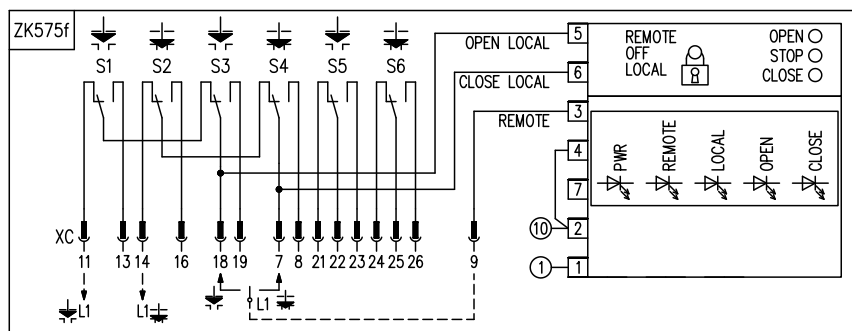 ZK575f
S1 S2 S3 S4 S5 S6
OPEN LOCAL 5
CLOSE LOCAL 6
REMOTE 3
4
7
10 2
1 1
REMOTE
OFF
LOCAL
OPEN
STOP
CLOSE
PWR REMOTE LOCAL OPEN CLOSE
XC
11 13 14 16 18 19 7 8 21 22 23 24 25 26 9
L1 L1 L1